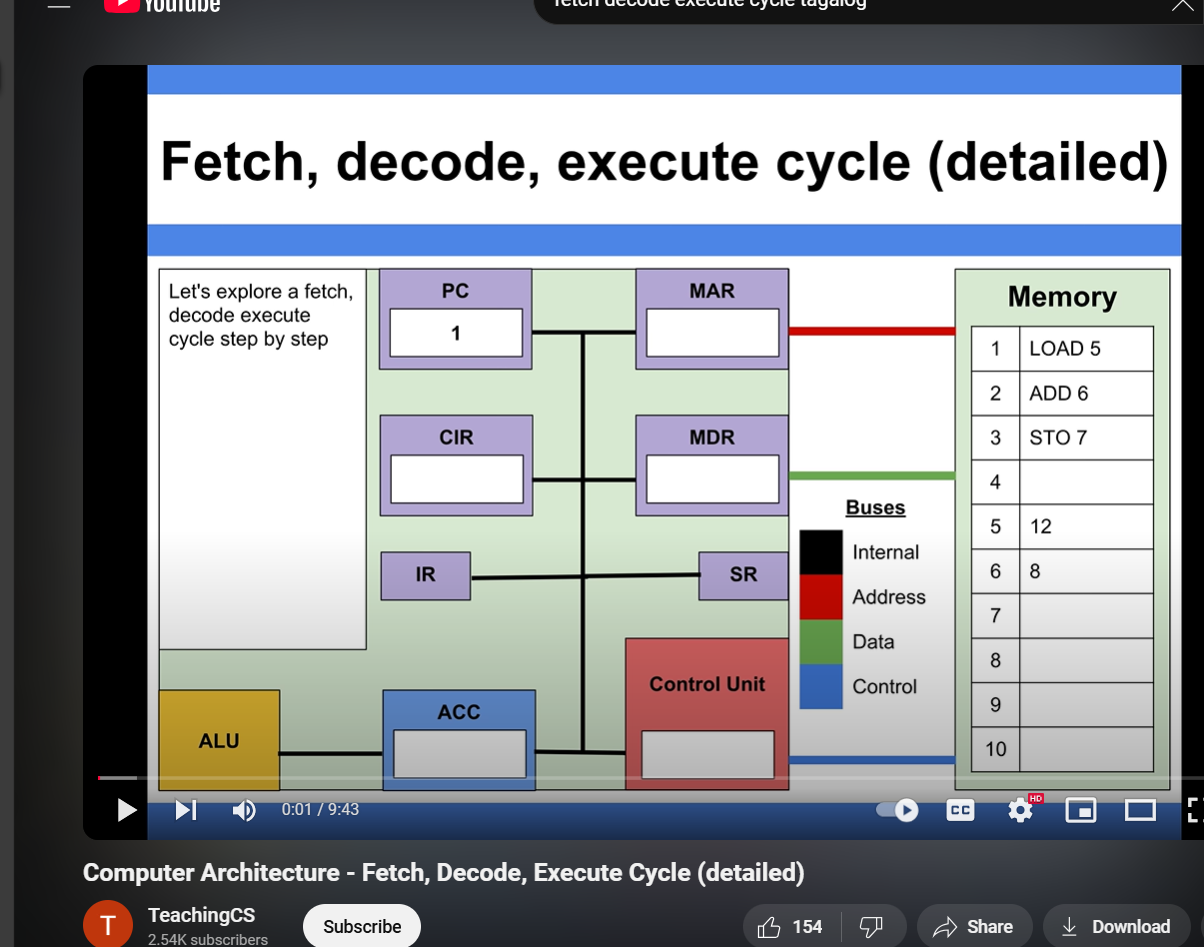 YouTube
fetch decode execute cycle tagalog
Fetch, decode, execute cycle (detailed)
Let's explore a fetch,
decode execute
cycle step by step
PC
1
MAR
CIR
MDR
IR
SR
ALU
ACC
Control Unit
Buses
Internal
Address
Data
Control
Memory
1 LOAD 5
2 ADD 6
3 STO 7
4
5 12
6 8
7
8
9
10
0:01 / 9:43
CC
HD
Computer Architecture - Fetch, Decode, Execute Cycle (detailed)
T
TeachingCS
2.54K subscribers
Subscribe
154
Share
Download